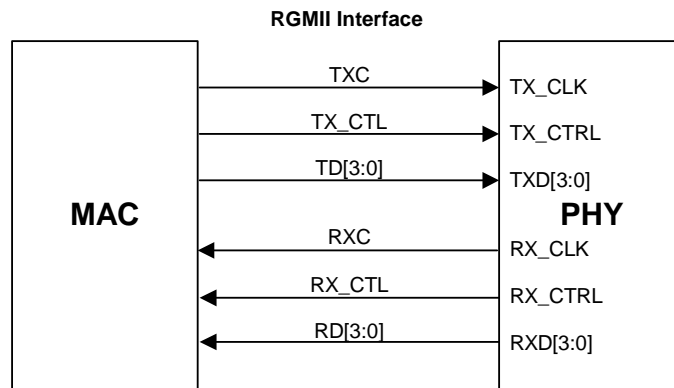 RGMII Interface
TXC
TX_CLK
TX_CTL
TX_CTRL
TD[3:0]
TXD[3:0]
MAC
PHY
RXC
RX_CLK
RX_CTL
RX_CTRL
RD[3:0]
RXD[3:0]